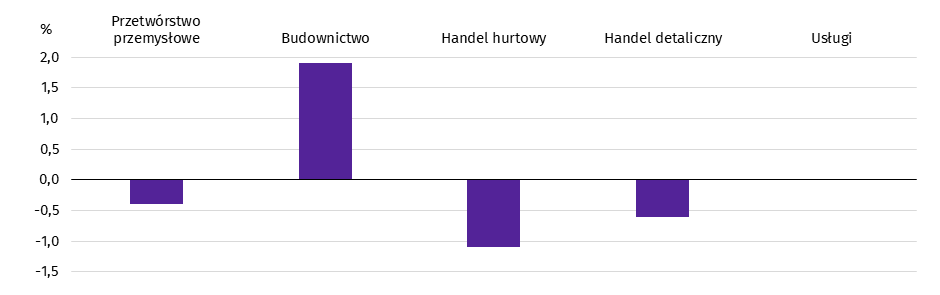 %
Przetwórstwo
przemysłowe
Budownictwo
Handel hurtowy
Handel detaliczny
Usługi
2,0
1,5
1,0
0,5
0,0
-0,5
-1,0
-1,5